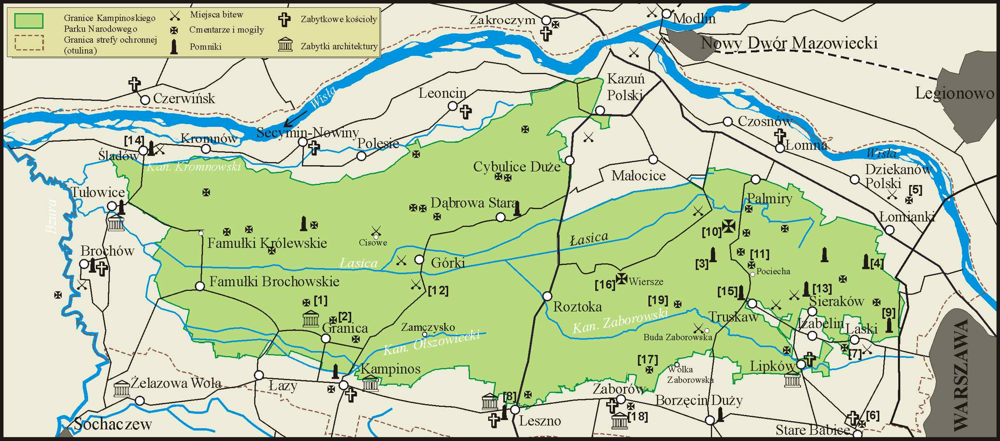 Granice Kampinoskiego
Parku Narodowego
Granica strefy ochronnej
(otulina)
Miejsca bitew
Cmentarze i mogiły
Pomniki
Zabytkowe kościoły
Zabytki architektury
Zakroczym
Modlin
Nowy Dwór Mazowiecki
Legionowo
Kazuń
Polski
Leoncin
Czerwińsk
Wisła
Secymin-Nowiny
Polesie
Kromnów
[14]
Śladów
Kan. Kromnowski
Czosnów
Łomna
Wisła
Dziekanów
Polski
[5]
Cybulice Duże
Małocice
Tułowice
Bzura
Dąbrowa Stara
Palmiry
Łomianki
Famułki Królewskie
Cisowe
Łasica
[10]
Brochów
Łasica
Górki
[3]
[11]
[4]
Pociecha
Famułki Brochowskie
[12]
[16]
Wiersze
[15]
[13]
Sieraków
[1]
[19]
Roztoka
[9]
[2]
Granica
Zamczysko
Kan. Zaborowski
Truskaw
Izabelin
Laski
Buda Zaborowska
Kan. Olszowiecki
[7]
WARSZAWA
[17]
Kampinos
Wólka
Zaborowska
Lipków
Żelazowa Wola
Łazy
Zaborów
[8]
Borzęcin Duży
Sochaczew
Leszno
[18]
[6]
Stare Babice